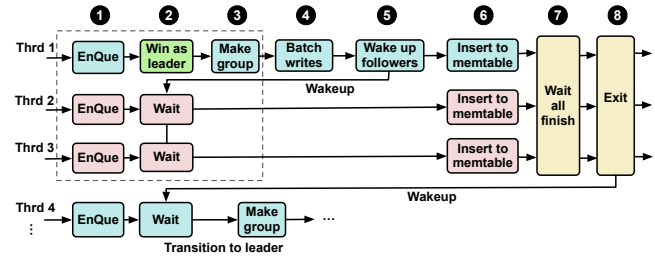 1 2 3 4 5 6 7 8
Thrd 1
EnQue
Win as
leader
Make
group
Batch
writes
Wake up
followers
Insert to
memtable
Wait
all
finish
Exit
Wakeup
Thrd 2
EnQue
Wait
Insert to
memtable
Thrd 3
EnQue
Wait
Insert to
memtable
Wakeup
Thrd 4
⋮
EnQue
Wait
Make
group
...
Transition to leader